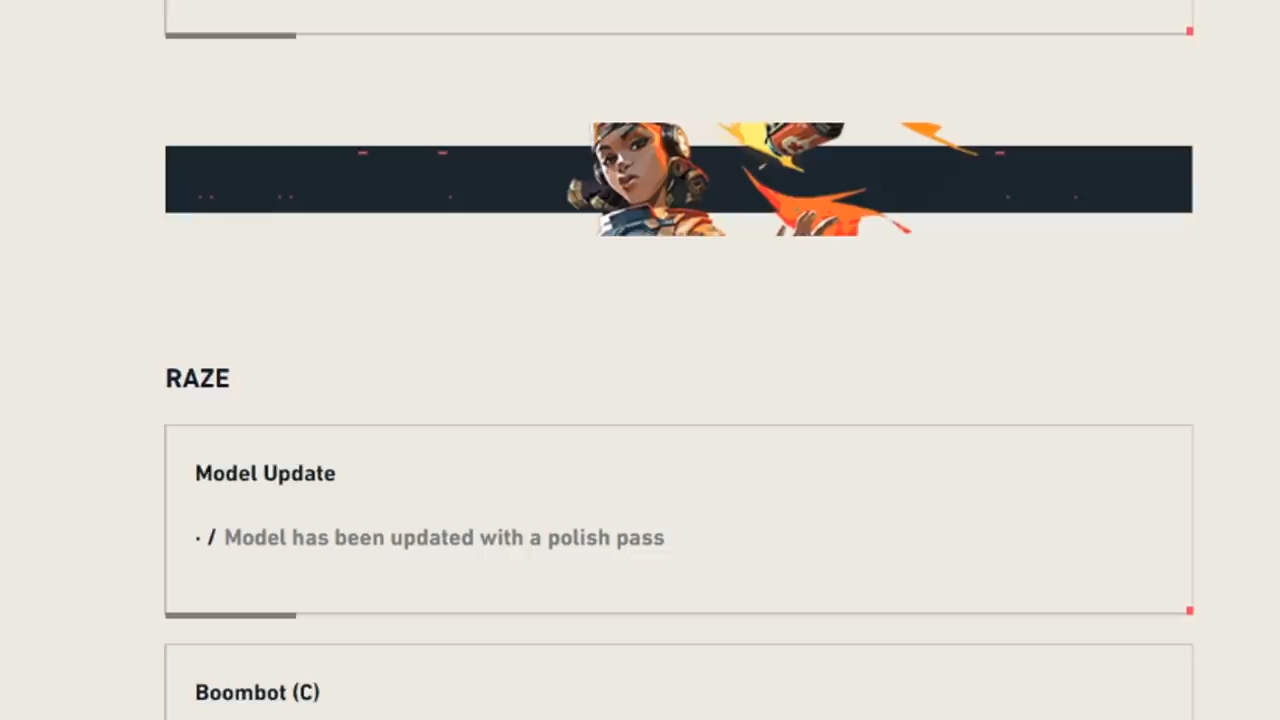 RAZE
Model Update
· / Model has been updated with a polish pass
Boombot (C)